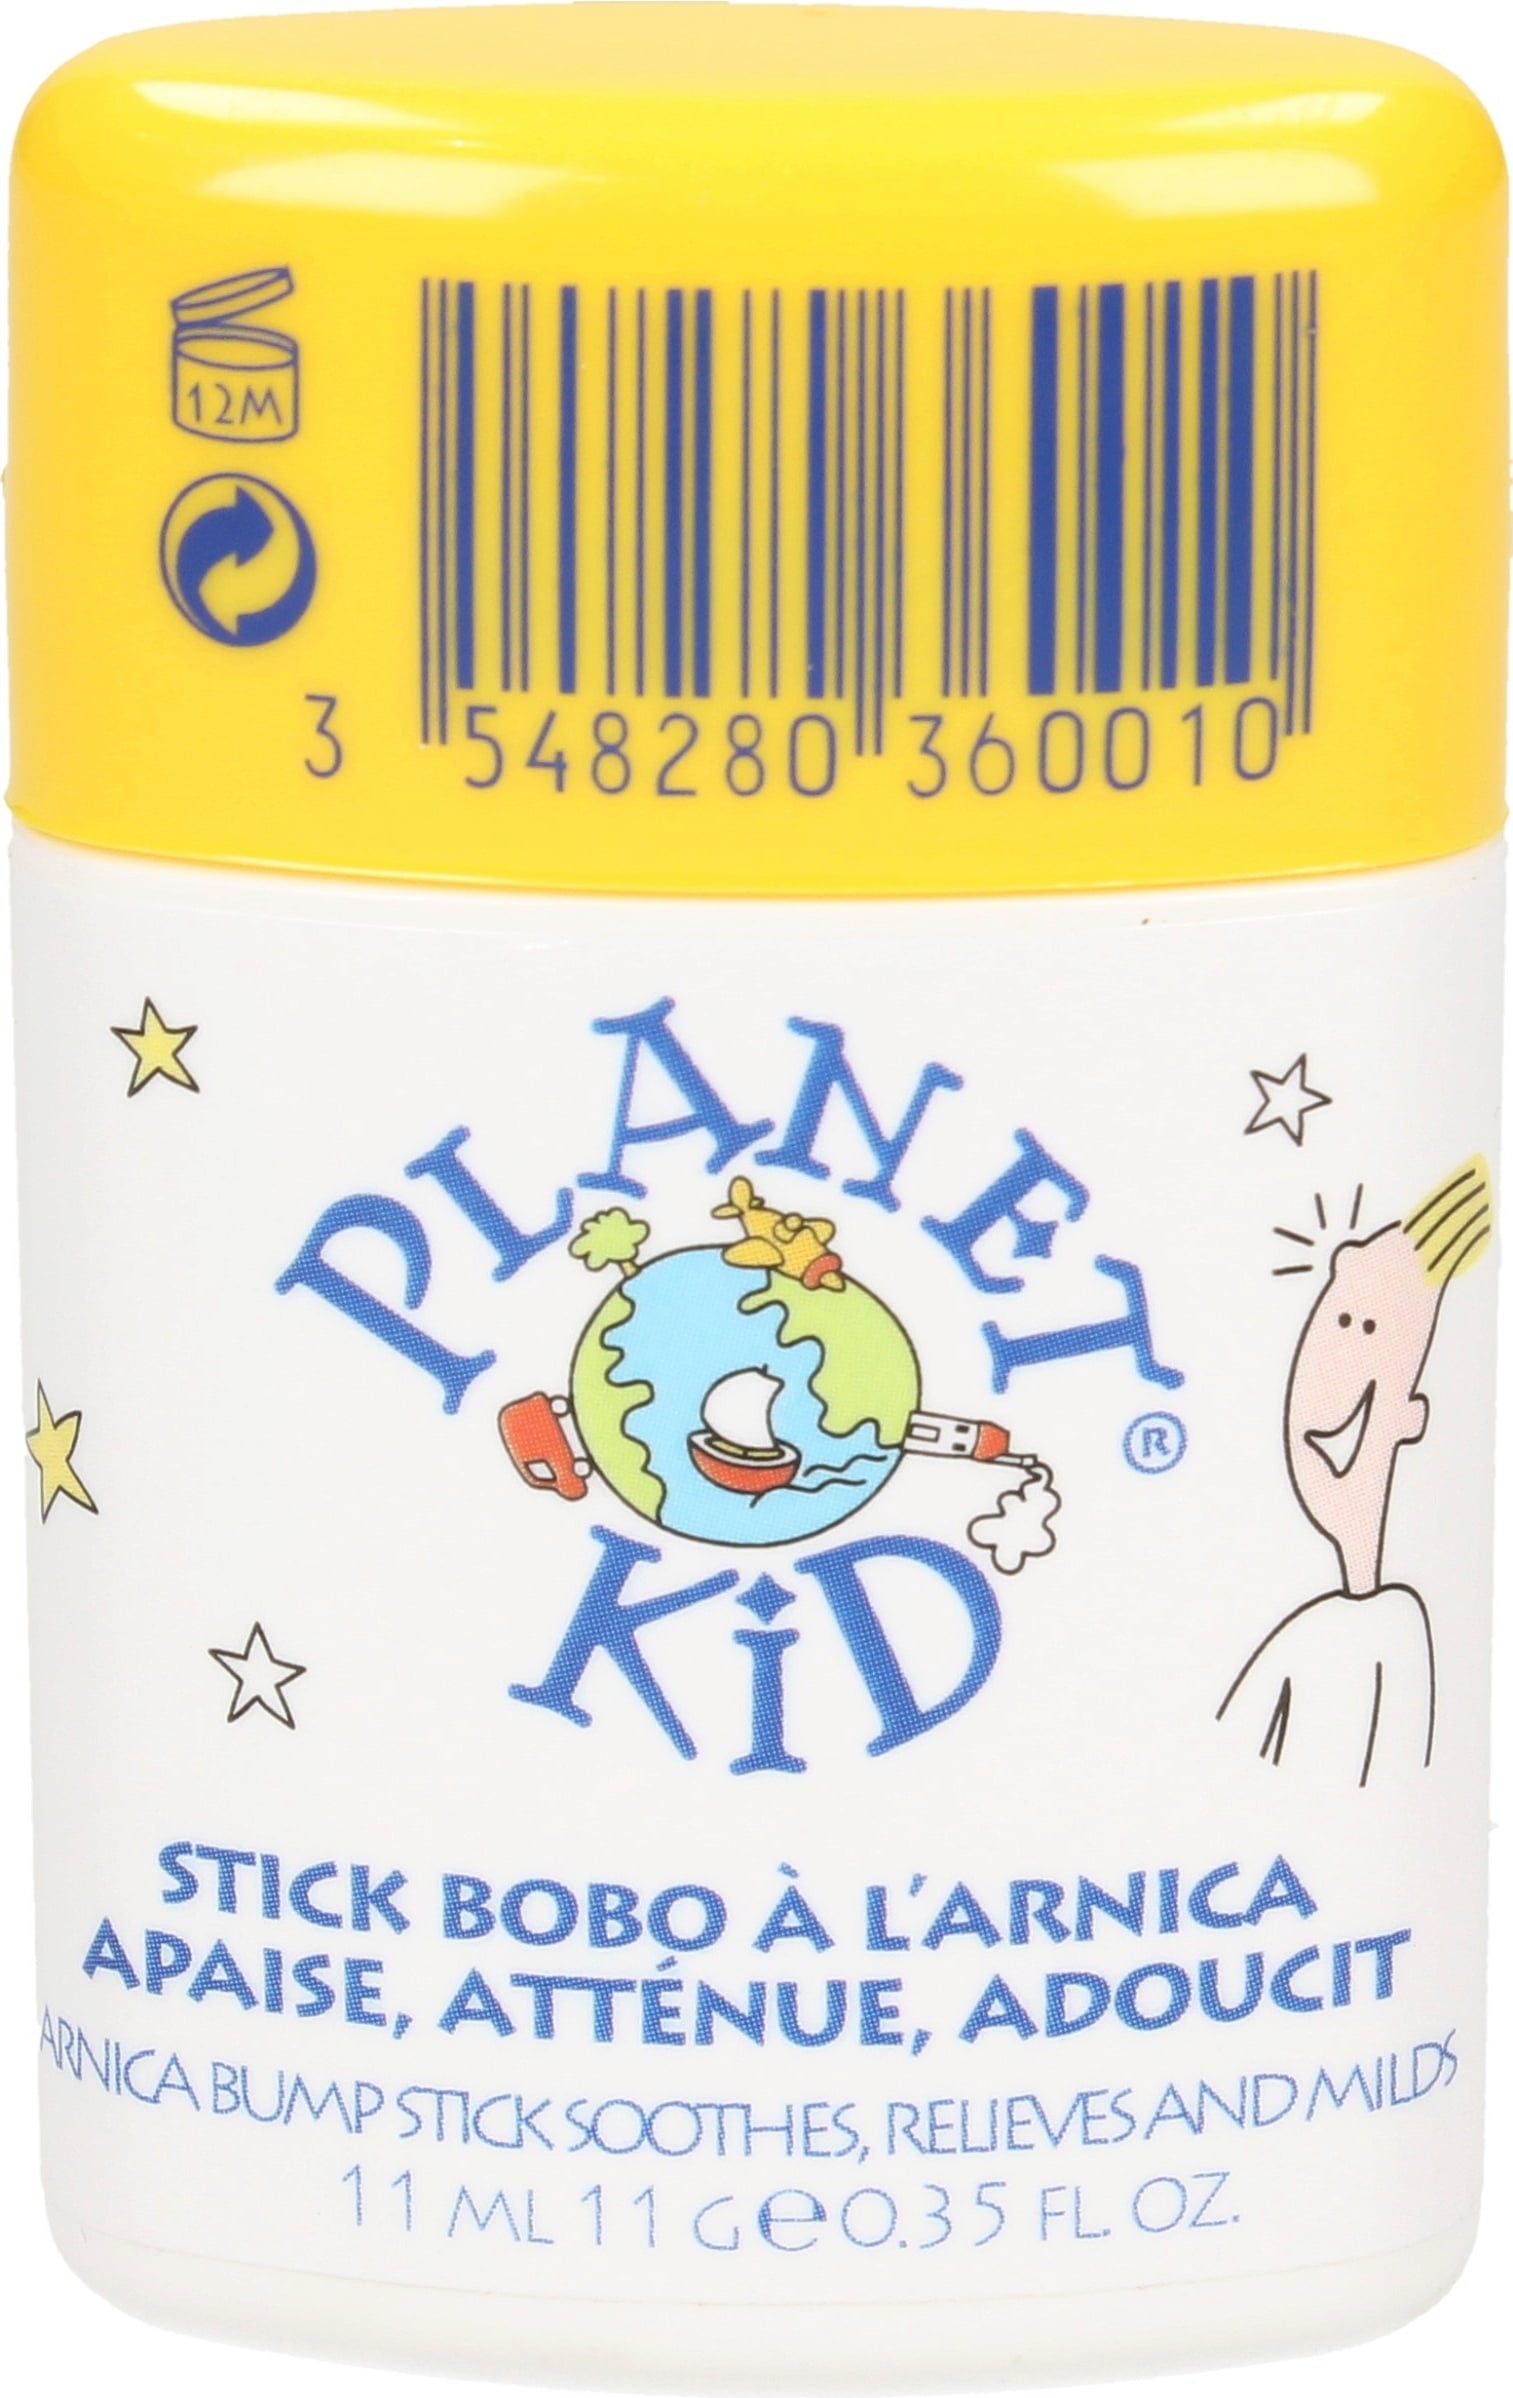 12M
3 548280 360010
PLANET
®
KiD
STICK BOBO À L'ARNICA
APAISE, ATTÉNUE, ADOUCIT
ARNICA BUMP STICK SOOTHES, RELIEVES AND MILDS
11 ML 11 G e 0.35 FL. OZ.